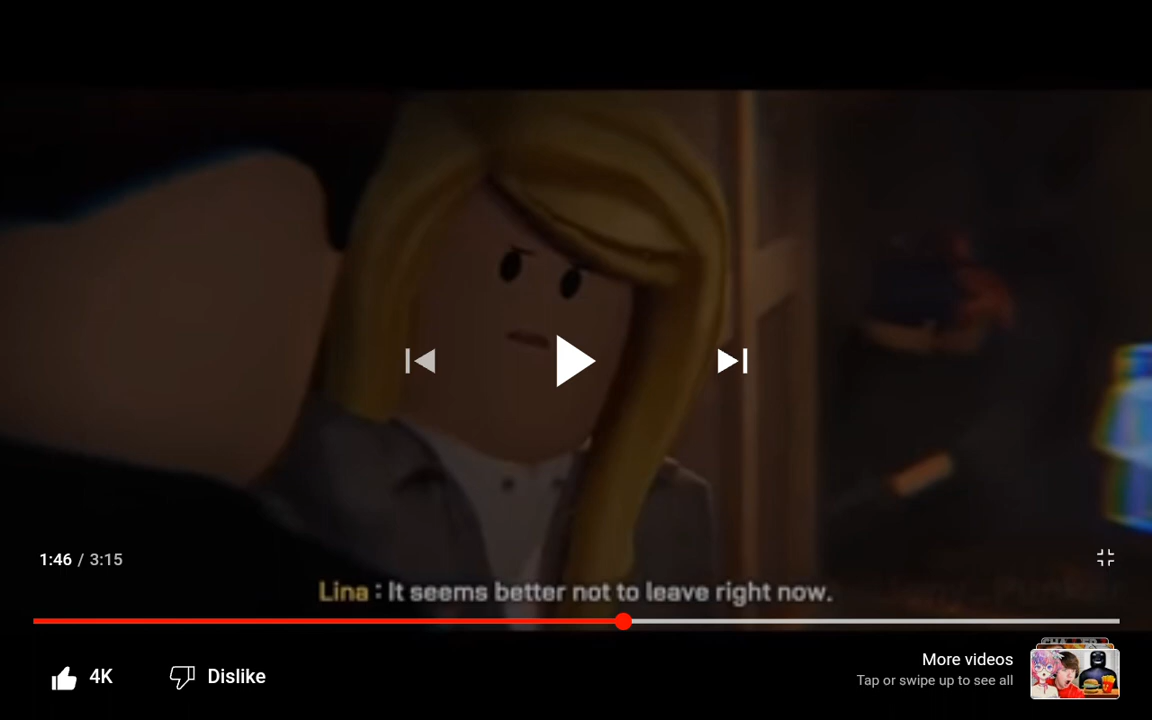 1:46 / 3:15
Lina : It seems better not to leave right now.
4K
Dislike
More videos
Tap or swipe up to see all